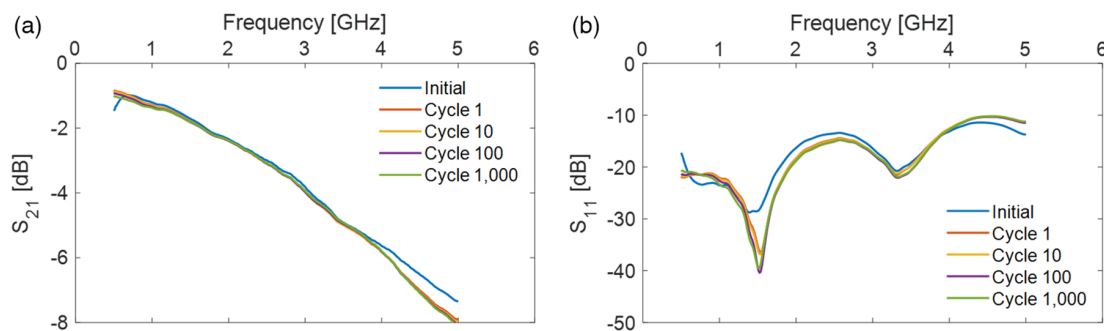 (a)
Frequency [GHz]
0 1 2 3 4 5 6
0
-2
-4
-6
-8
S21 [dB]
Initial
Cycle 1
Cycle 10
Cycle 100
Cycle 1,000
(b)
Frequency [GHz]
0 1 2 3 4 5 6
0
-10
-20
-30
-40
-50
S11 [dB]
Initial
Cycle 1
Cycle 10
Cycle 100
Cycle 1,000